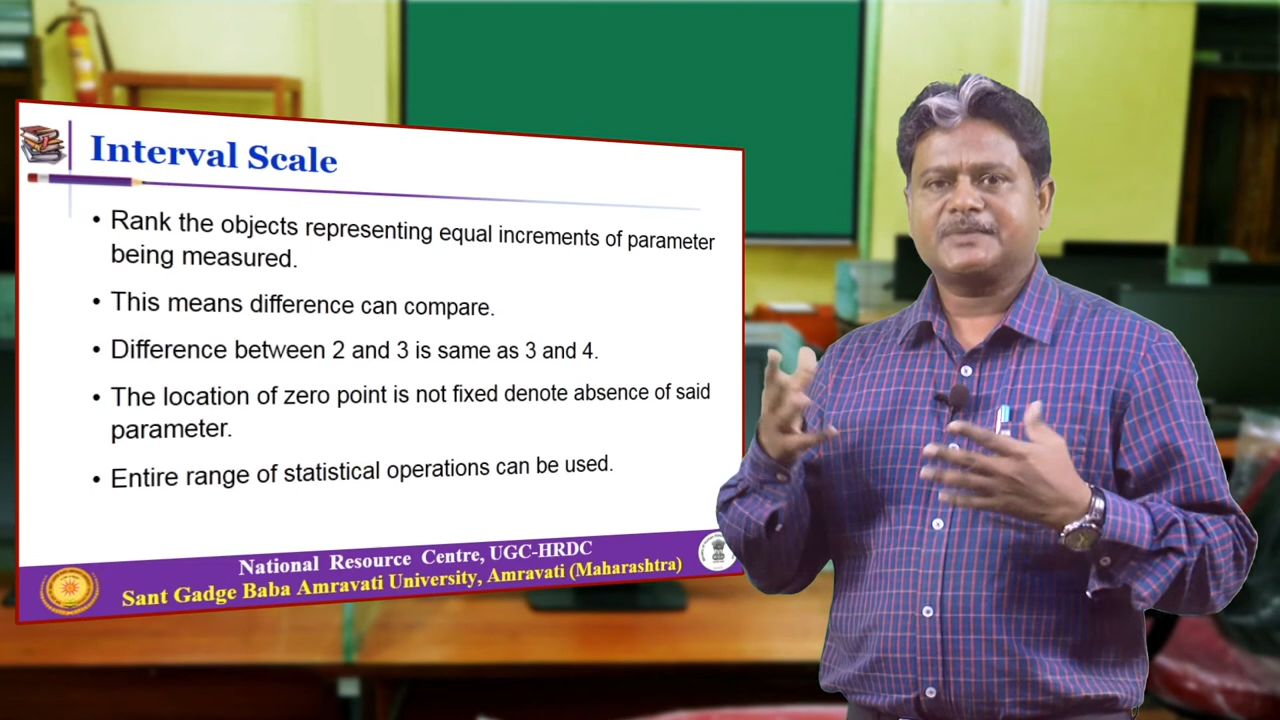 Interval Scale
• Rank the objects representing equal increments of parameter
being measured.
• This means difference can compare.
• Difference between 2 and 3 is same as 3 and 4.
• The location of zero point is not fixed denote absence of said
parameter.
• Entire range of statistical operations can be used.
National Resource Centre, UGC-HRDC
Sant Gadge Baba Amravati University, Amravati (Maharashtra)